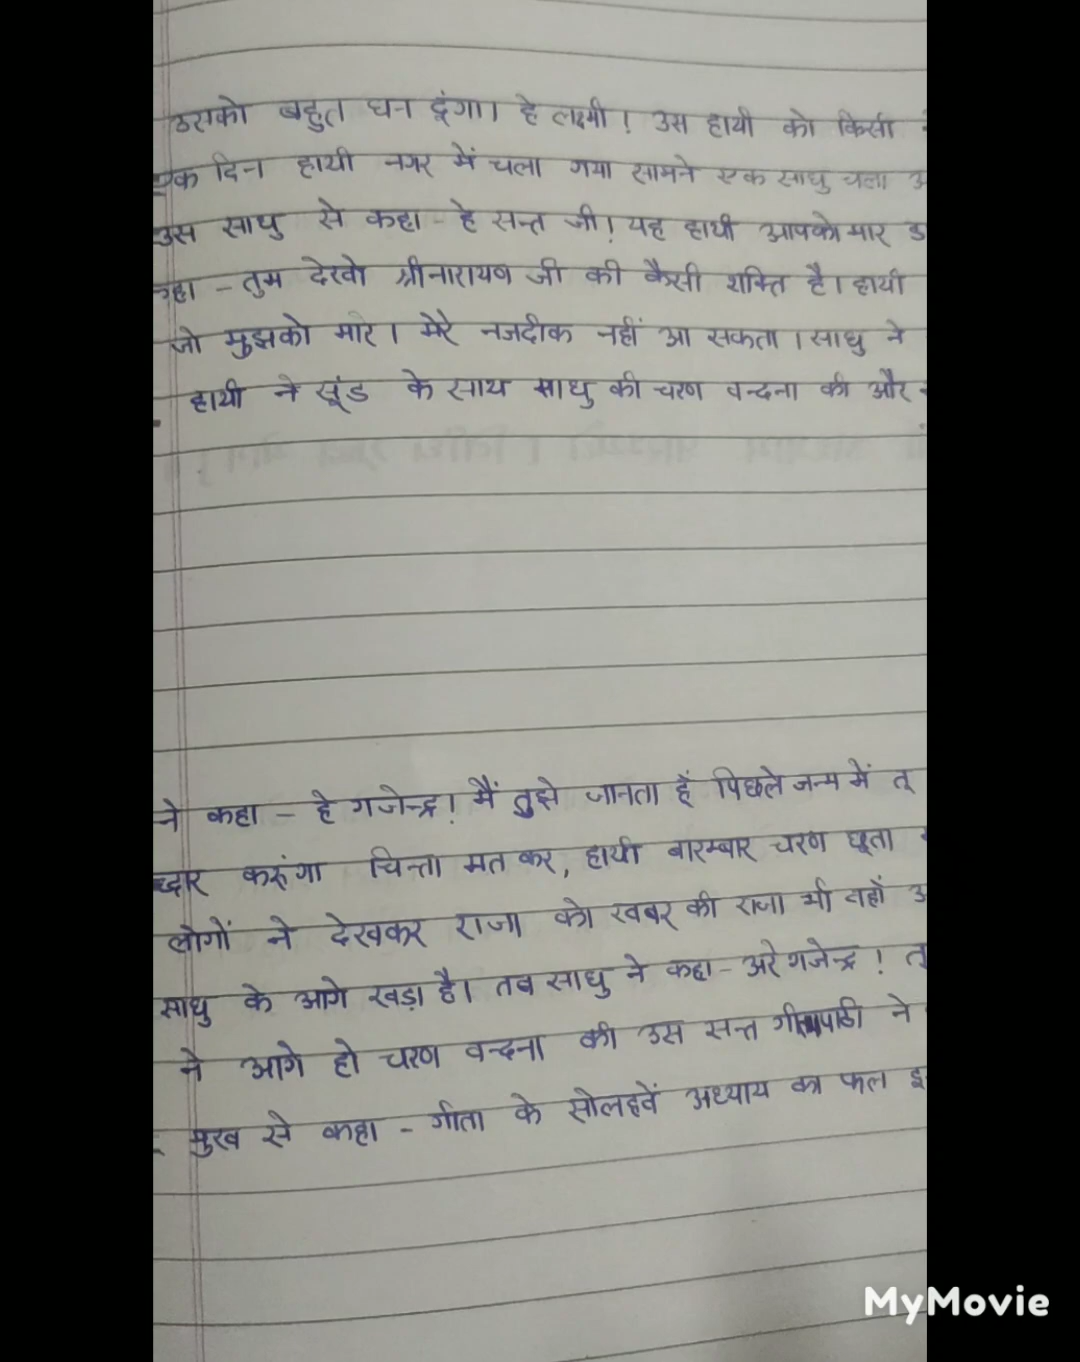 उसको बहुत धन दूंगा। हे लक्ष्मी! उस हाथी को किसी
एक दिन हाथी नगर में चला गया सामने एक साधु चला
उस साधु से कहा - हे सन्त जी! यह हाथी आपको मार
- तुम देखो श्रीनारायण जी की कैसी शक्ति है। हाथी
जो मुझको मारे। मेरे नजदीक नहीं आ सकता। साधु ने
हाथी ने सूंड के साथ साधु की चरण वन्दना की और
ने कहा - हे गजेन्द्र! मैं तुझे जानता हूँ पिछले जन्म में तू
करुंगा चिन्ता मत कर, हाथी बारम्बार चरण छूता
लोगों ने देखकर राजा को खबर की राजा भी वहाँ
साधु के आगे खड़ा है। तब साधु ने कहा - अरे गजेन्द्र! तू
ने आगे हो चरण वन्दना की उस सन्त गीतापाठी ने
मुख से कहा - गीता के सोलहवें अध्याय का फल
MyMovie